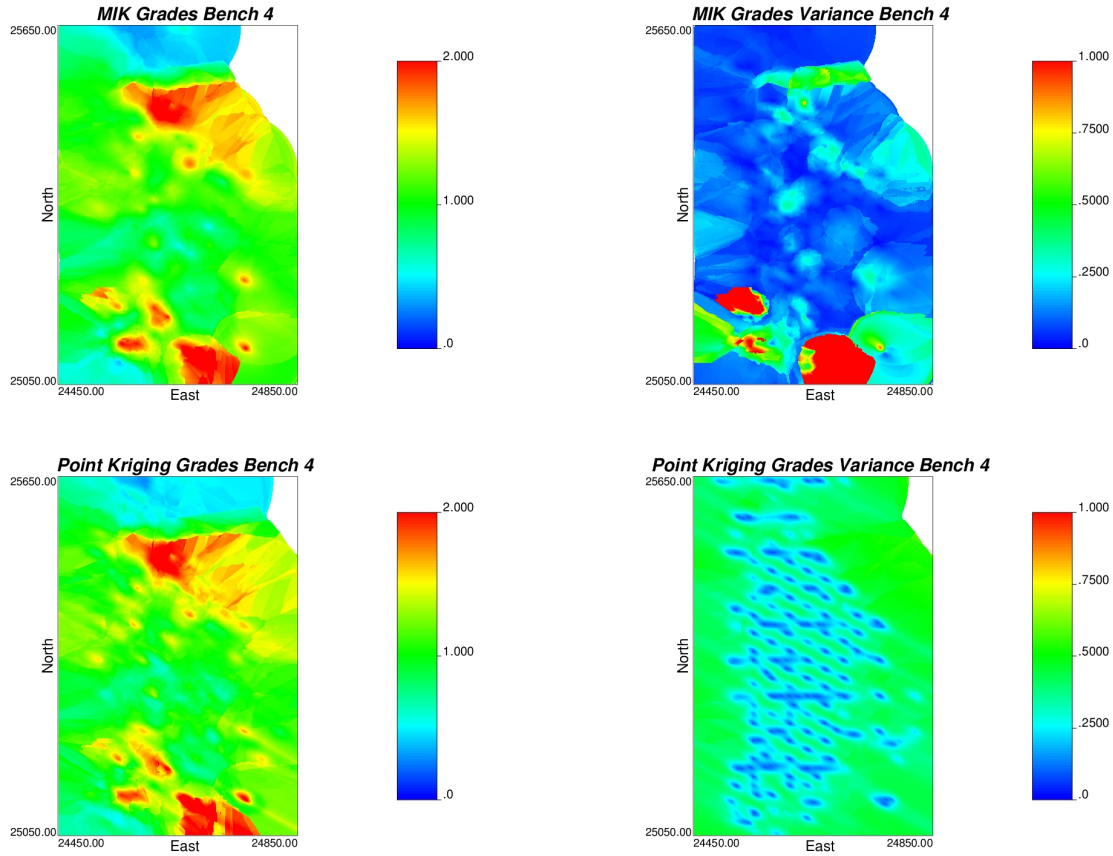 MIK Grades Bench 4
25650.00
North
25050.00
24450.00
East
24850.00
2.000
1.000
.0
MIK Grades Variance Bench 4
25650.00
North
25050.00
24450.00
East
24850.00
1.000
.7500
.5000
.2500
.0
Point Kriging Grades Bench 4
25650.00
North
25050.00
24450.00
East
24850.00
2.000
1.000
.0
Point Kriging Grades Variance Bench 4
25650.00
North
25050.00
24450.00
East
24850.00
1.000
.7500
.5000
.2500
.0